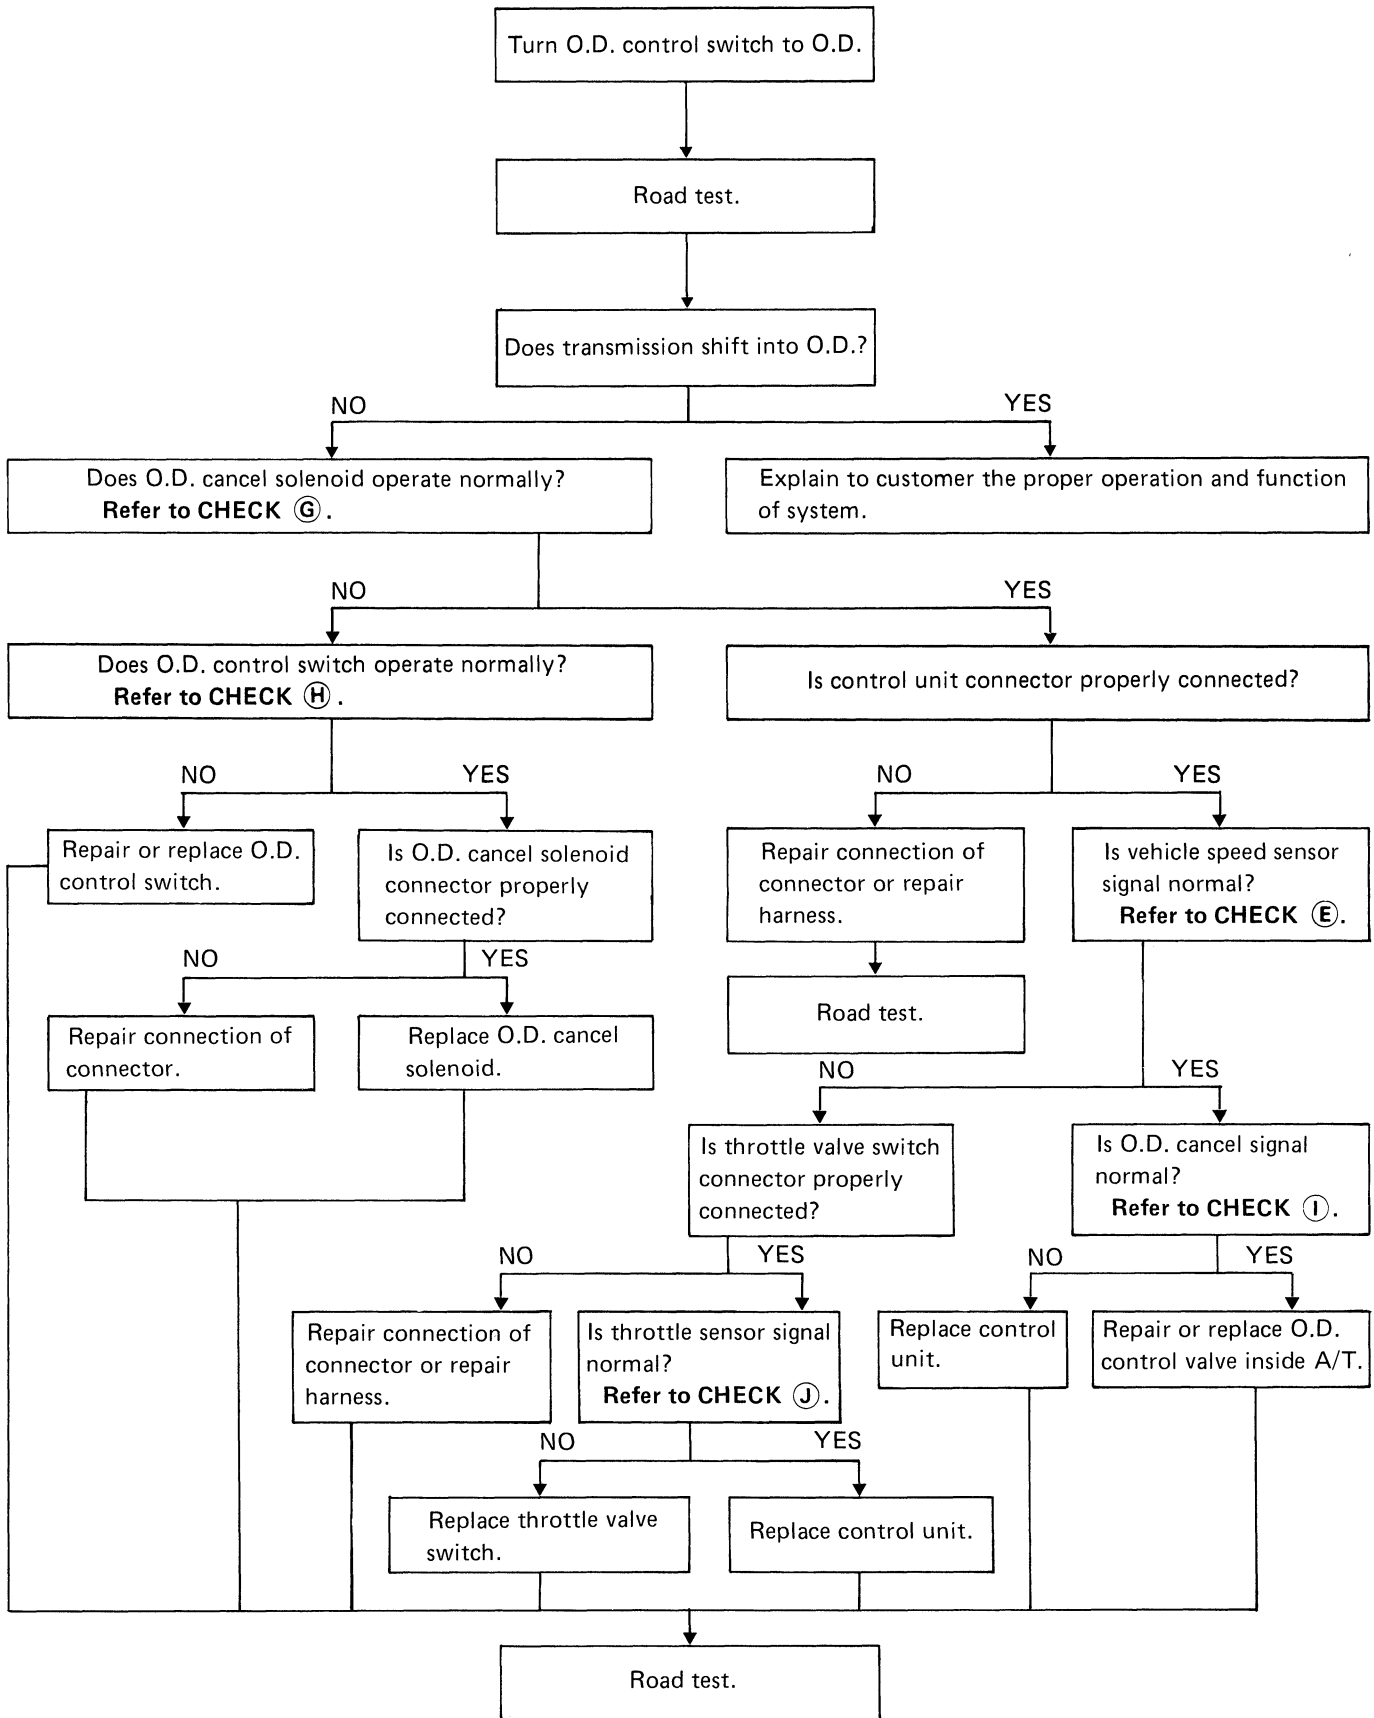 Turn O.D. control switch to O.D.
Road test.
Does transmission shift into O.D.?
NO
YES
Does O.D. cancel solenoid operate normally?
Refer to CHECK Ⓖ.
Explain to customer the proper operation and function
of system.
NO
YES
Does O.D. control switch operate normally?
Refer to CHECK Ⓗ.
Is control unit connector properly connected?
NO
YES
NO
YES
Repair or replace O.D.
control switch.
Is O.D. cancel solenoid
connector properly
connected?
Repair connection of
connector or repair
harness.
Is vehicle speed sensor
signal normal?
Refer to CHECK Ⓔ.
NO
YES
Repair connection of
connector.
Replace O.D. cancel
solenoid.
Road test.
NO
YES
Is throttle valve switch
connector properly
connected?
Is O.D. cancel signal
normal?
Refer to CHECK Ⓘ.
NO
YES
NO
YES
Repair connection of
connector or repair
harness.
Is throttle sensor signal
normal?
Refer to CHECK Ⓙ.
Replace control
unit.
Repair or replace O.D.
control valve inside A/T.
NO
YES
Replace throttle valve
switch.
Replace control unit.
Road test.